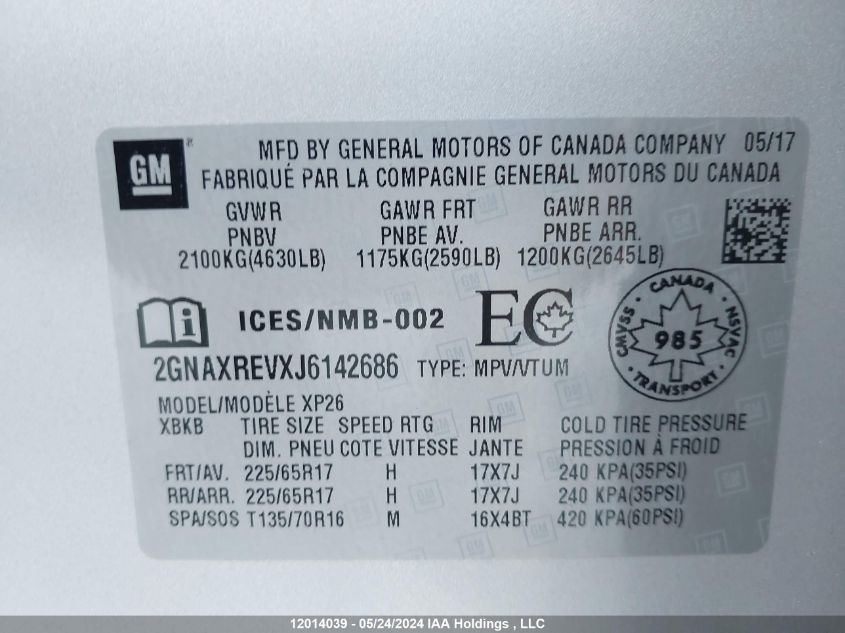 GM
MFD BY GENERAL MOTORS OF CANADA COMPANY 05/17
FABRIQUÉ PAR LA COMPAGNIE GENERAL MOTORS DU CANADA
GVWR GAWR FRT GAWR RR
PNBV PNBE AV. PNBE ARR.
2100KG(4630LB) 1175KG(2590LB) 1200KG(2645LB)
ICES/NMB-002 EC
CANADA
CMVSS 985 NSVAC
TRANSPORT
2GNAXREVXJ6142686 TYPE: MPV/VTUM
MODEL/MODÈLE XP26
XBKB TIRE SIZE SPEED RTG RIM COLD TIRE PRESSURE
DIM. PNEU COTE VITESSE JANTE PRESSION À FROID
FRT/AV. 225/65R17 H 17X7J 240 KPA(35PSI)
RR/ARR. 225/65R17 H 17X7J 240 KPA(35PSI)
SPA/SOS T135/70R16 M 16X4BT 420 KPA(60PSI)
12014039 - 05/24/2024 IAA Holdings , LLC